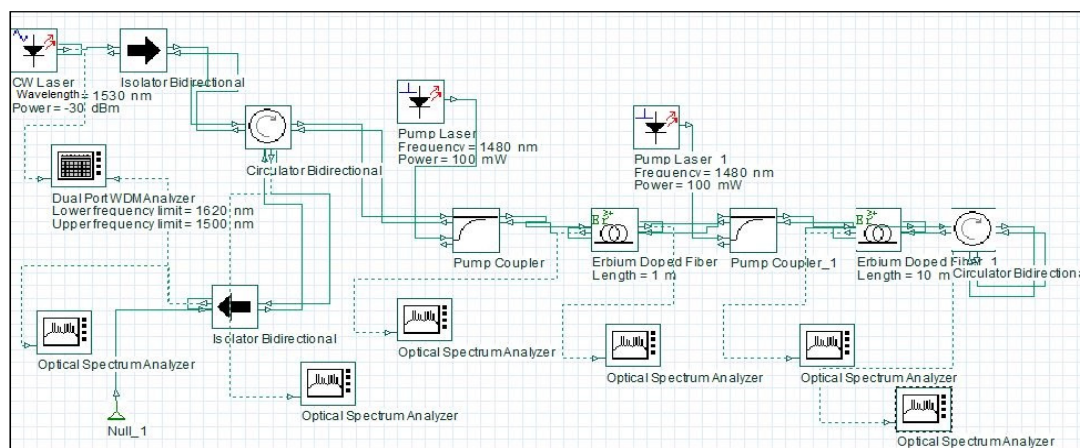 CW Laser
Wavelength = 1530 nm
Power = -30 dBm
Isolator Bidirectional
Circulator Bidirectional
Pump Laser
Frequency = 1480 nm
Power = 100 mW
Pump Laser 1
Frequency = 1480 nm
Power = 100 mW
Dual Port WDM Analyzer
Lower frequency limit = 1620 nm
Upper frequency limit = 1500 nm
Pump Coupler
Erbium Doped Fiber
Length = 1 m
Pump Coupler_1
Erbium Doped Fiber_1
Length = 10 m
Circulator Bidirectional
Isolator Bidirectional
Optical Spectrum Analyzer
Optical Spectrum Analyzer
Optical Spectrum Analyzer
Optical Spectrum Analyzer
Optical Spectrum Analyzer
Optical Spectrum Analyzer
Null_1